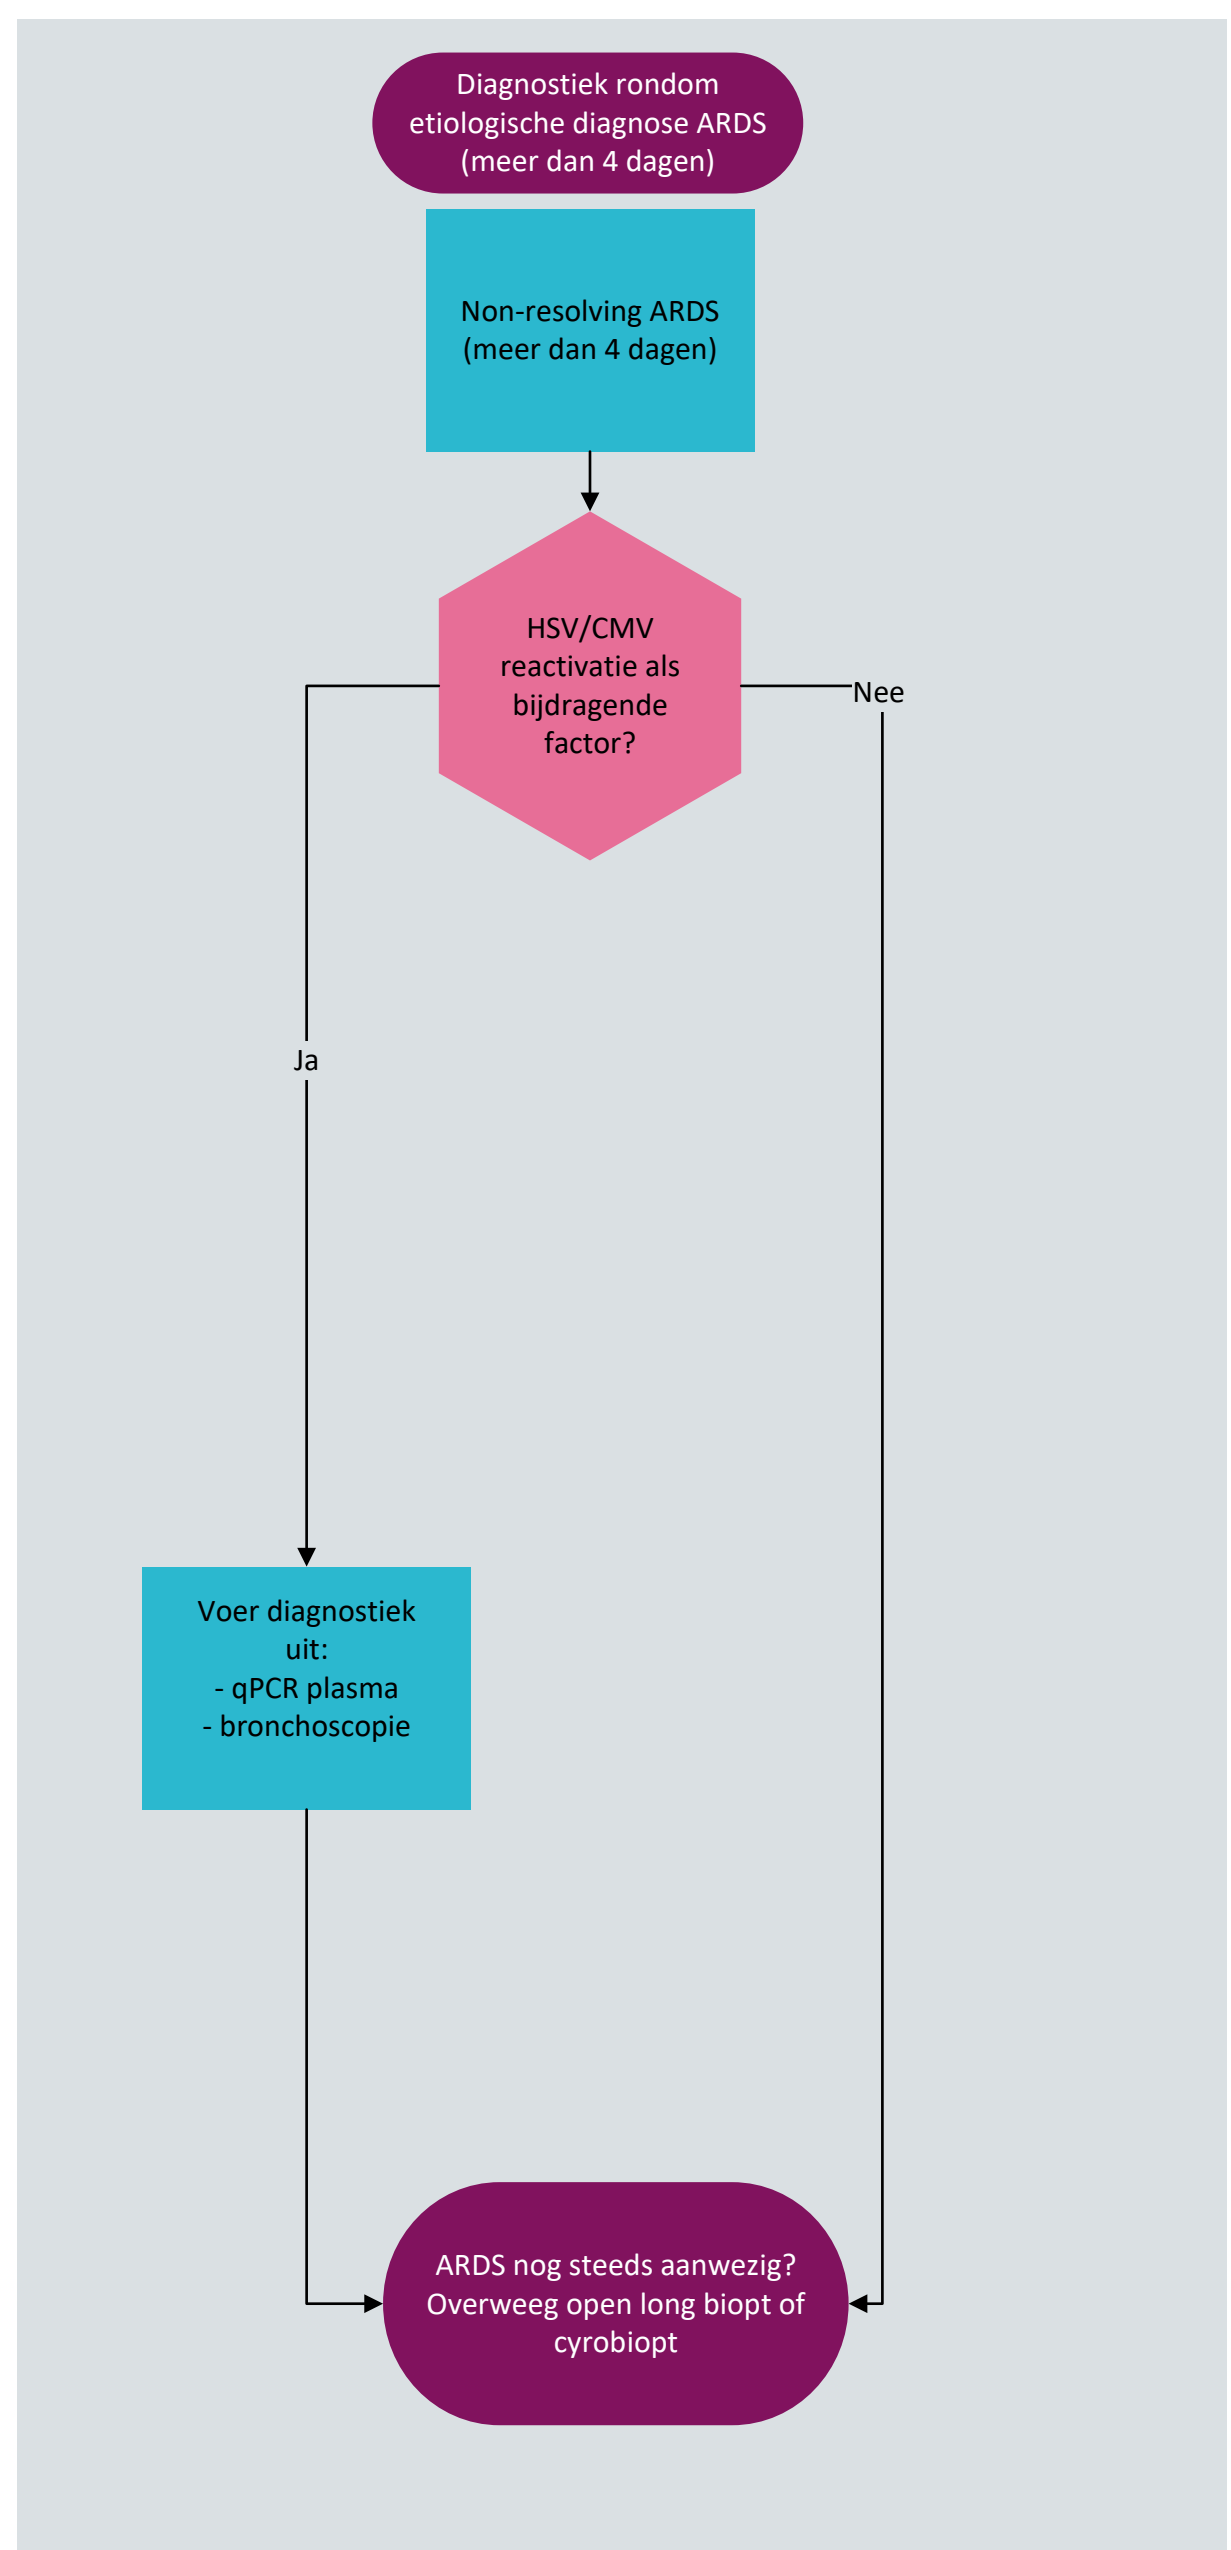 Diagnostiek rondom
etiologische diagnose ARDS
(meer dan 4 dagen)
Non-resolving ARDS
(meer dan 4 dagen)
HSV/CMV
reactivatie als
bijdragende
factor?
Nee
Ja
Voer diagnostiek
uit:
- qPCR plasma
- bronchoscopie
ARDS nog steeds aanwezig?
Overweeg open long biopt of
cyrobiopt